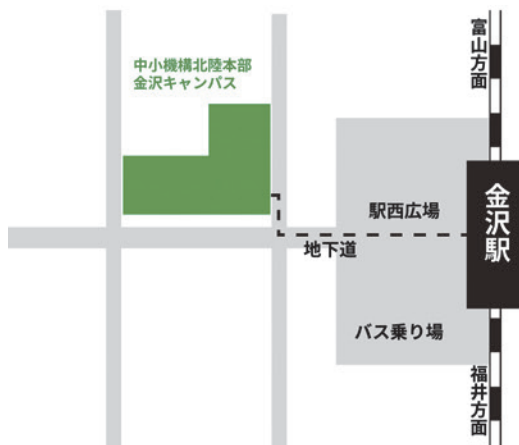 中小機構北陸本部
金沢キャンパス
富山方面
駅西広場
金沢駅
地下道
バス乗り場
福井方面